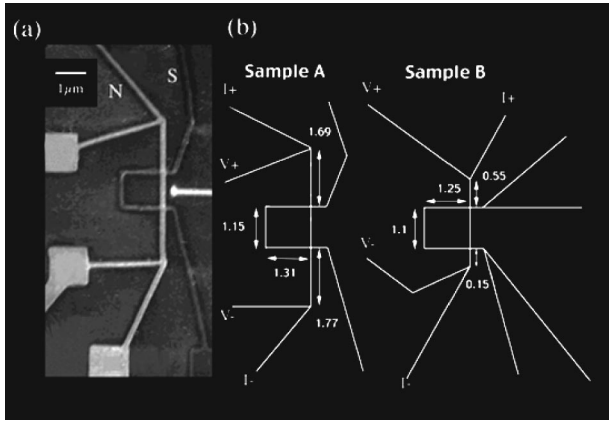 (a)
1μm
N
S
(b)
Sample A
I+
1.69
V+
1.15
1.31
1.77
V-
I-
Sample B
V+
I+
1.25
0.55
1.1
V-
0.15
I-